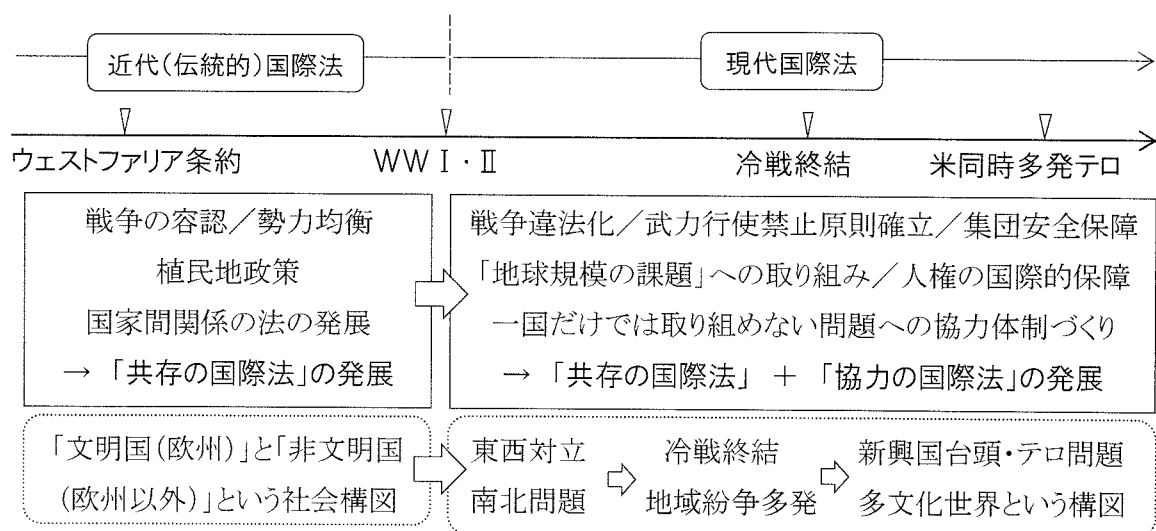 近代(伝統的)国際法
現代国際法
ウェストファリア条約
WWⅠ・Ⅱ
冷戦終結
米同時多発テロ
戦争の容認/勢力均衡
植民地政策
国家間関係の法の発展
→ 「共存の国際法」の発展
戦争違法化/武力行使禁止原則確立/集団安全保障
「地球規模の課題」への取り組み/人権の国際的保障
一国だけでは取り組めない問題への協力体制づくり
→ 「共存の国際法」 + 「協力の国際法」の発展
「文明国(欧州)」と「非文明国
(欧州以外)」という社会構図
東西対立
南北問題
冷戦終結
地域紛争多発
新興国台頭・テロ問題
多文化世界という構図